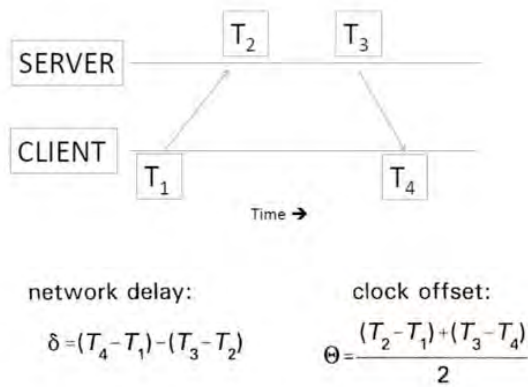 T₂ T₃
SERVER
CLIENT
T₁ T₄
Time →
network delay: clock offset:
δ=(T₄−T₁)−(T₃−T₂) Θ=(T₂−T₁)+(T₃−T₄)/2